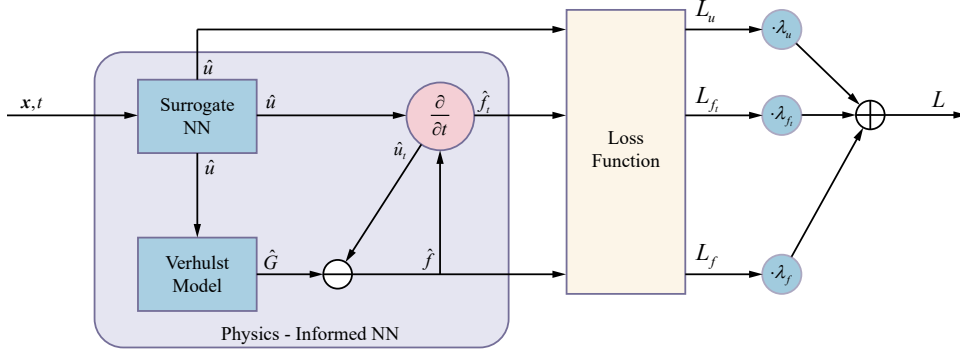 L_u
·λ_u
û
x,t
Surrogate
NN
û
∂
∂t
f̂_t
L_{f_t}
·λ_{f_t}
L
û
û_t
Loss
Function
Verhulst
Model
Ĝ
f̂
L_f
·λ_f
Physics - Informed NN